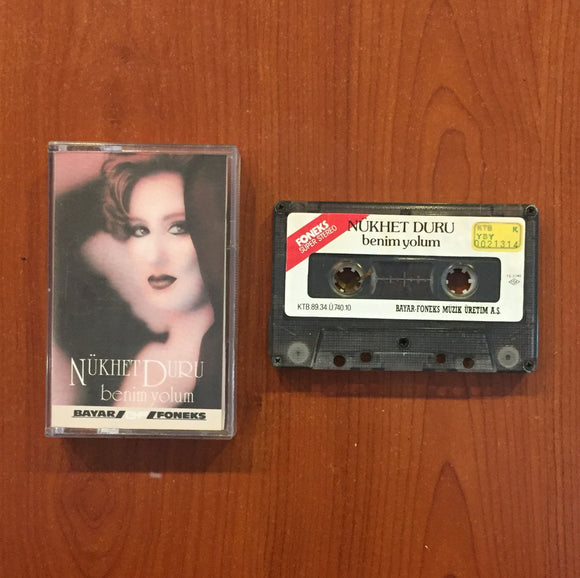 NÜKHET DURU
benim yolum
BAYAR FONEKS
FONEKS
SUPER STEREO
NÜKHET DURU
benim yolum
KTB K
YSY
0021314
KTB.89.34.Ü.740.10
BAYAR-FONEKS MÜZİK ÜRETİM A.Ş.